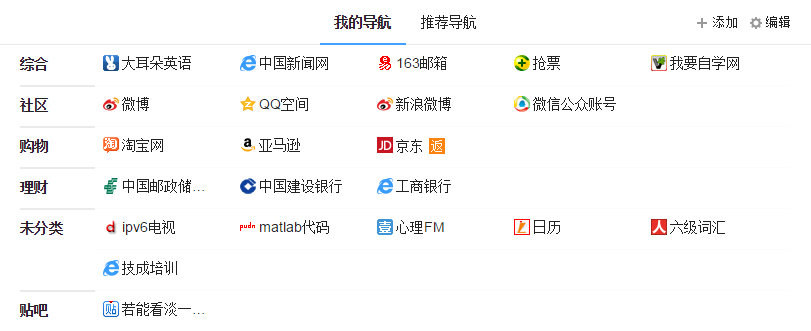 我的导航 推荐导航 添加 编辑
综合 大耳朵英语 中国新闻网 163邮箱 抢票 我要自学网
社区 微博 QQ空间 新浪微博 微信公众账号
购物 淘宝网 亚马逊 京东 返
理财 中国邮政储... 中国建设银行 工商银行
未分类 ipv6电视 matlab代码 心理FM 日历 六级词汇
技成培训
贴吧 若能看淡一...